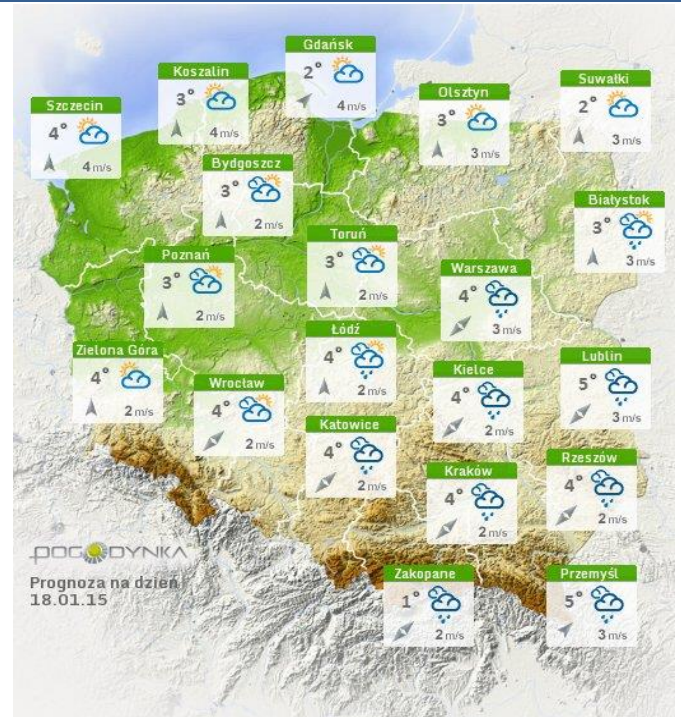 Gdańsk
2°
4 m/s
Koszalin
3°
4 m/s
Suwałki
2°
3 m/s
Olsztyn
3°
3 m/s
Szczecin
4°
4 m/s
Bydgoszcz
3°
2 m/s
Białystok
3°
3 m/s
Toruń
3°
2 m/s
Poznań
3°
2 m/s
Warszawa
4°
3 m/s
Łódź
4°
2 m/s
Zielona Góra
4°
2 m/s
Lublin
5°
3 m/s
Kielce
4°
2 m/s
Wrocław
4°
2 m/s
Katowice
4°
2 m/s
Rzeszów
4°
2 m/s
Kraków
4°
2 m/s
POGODYNKA
Prognoza na dzień
18.01.15
Zakopane
1°
2 m/s
Przemyśl
5°
3 m/s